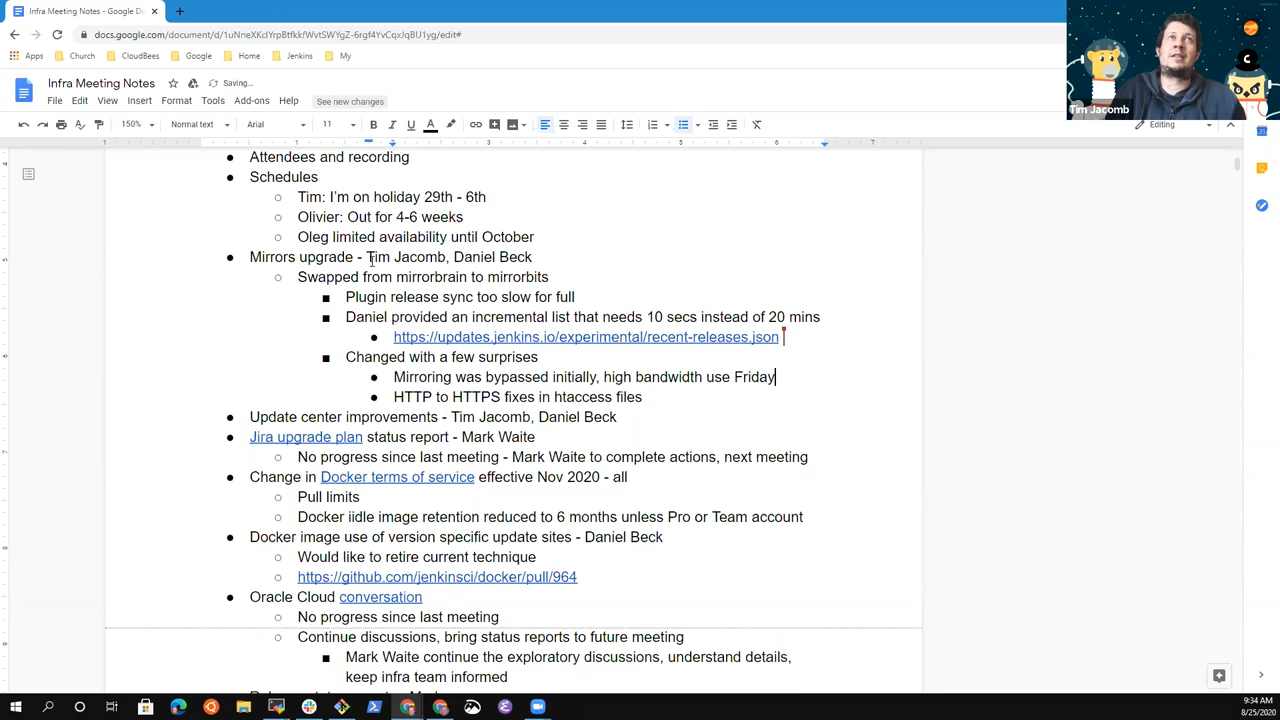 Infra Meeting Notes - Google Do
docs.google.com/document/d/1uNneXKcIYrpBtfkkfWvtSWYgZ-6rgf4YvCqxJqBU1yg/edit#
Apps Church CloudBees Google Home Jenkins My
Infra Meeting Notes Saving...
File Edit View Insert Format Tools Add-ons Help See new changes
Tim Jacomb
150% Normal text Arial 11 B I U A Editing
1 2 3 4 5 6 7
Attendees and recording
Schedules
Tim: I'm on holiday 29th - 6th
Olivier: Out for 4-6 weeks
Oleg limited availability until October
Mirrors upgrade - Tim Jacomb, Daniel Beck
Swapped from mirrorbrain to mirrorbits
Plugin release sync too slow for full
Daniel provided an incremental list that needs 10 secs instead of 20 mins
https://updates.jenkins.io/experimental/recent-releases.json
Changed with a few surprises
Mirroring was bypassed initially, high bandwidth use Friday
HTTP to HTTPS fixes in htaccess files
Update center improvements - Tim Jacomb, Daniel Beck
Jira upgrade plan status report - Mark Waite
No progress since last meeting - Mark Waite to complete actions, next meeting
Change in Docker terms of service effective Nov 2020 - all
Pull limits
Docker iidle image retention reduced to 6 months unless Pro or Team account
Docker image use of version specific update sites - Daniel Beck
Would like to retire current technique
https://github.com/jenkinsci/docker/pull/964
Oracle Cloud conversation
No progress since last meeting
Continue discussions, bring status reports to future meeting
Mark Waite continue the exploratory discussions, understand details,
keep infra team informed
9:34 AM
8/25/2020